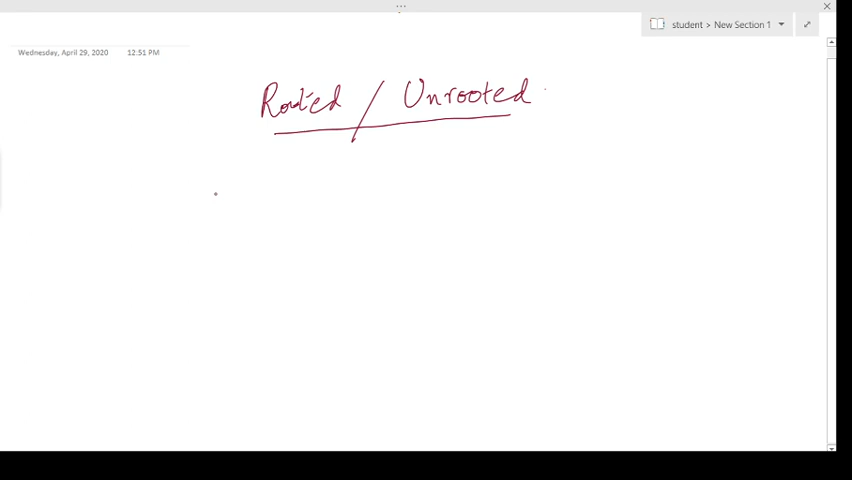 student > New Section 1
Wednesday, April 29, 2020 12:51 PM
Rooted / Unrooted